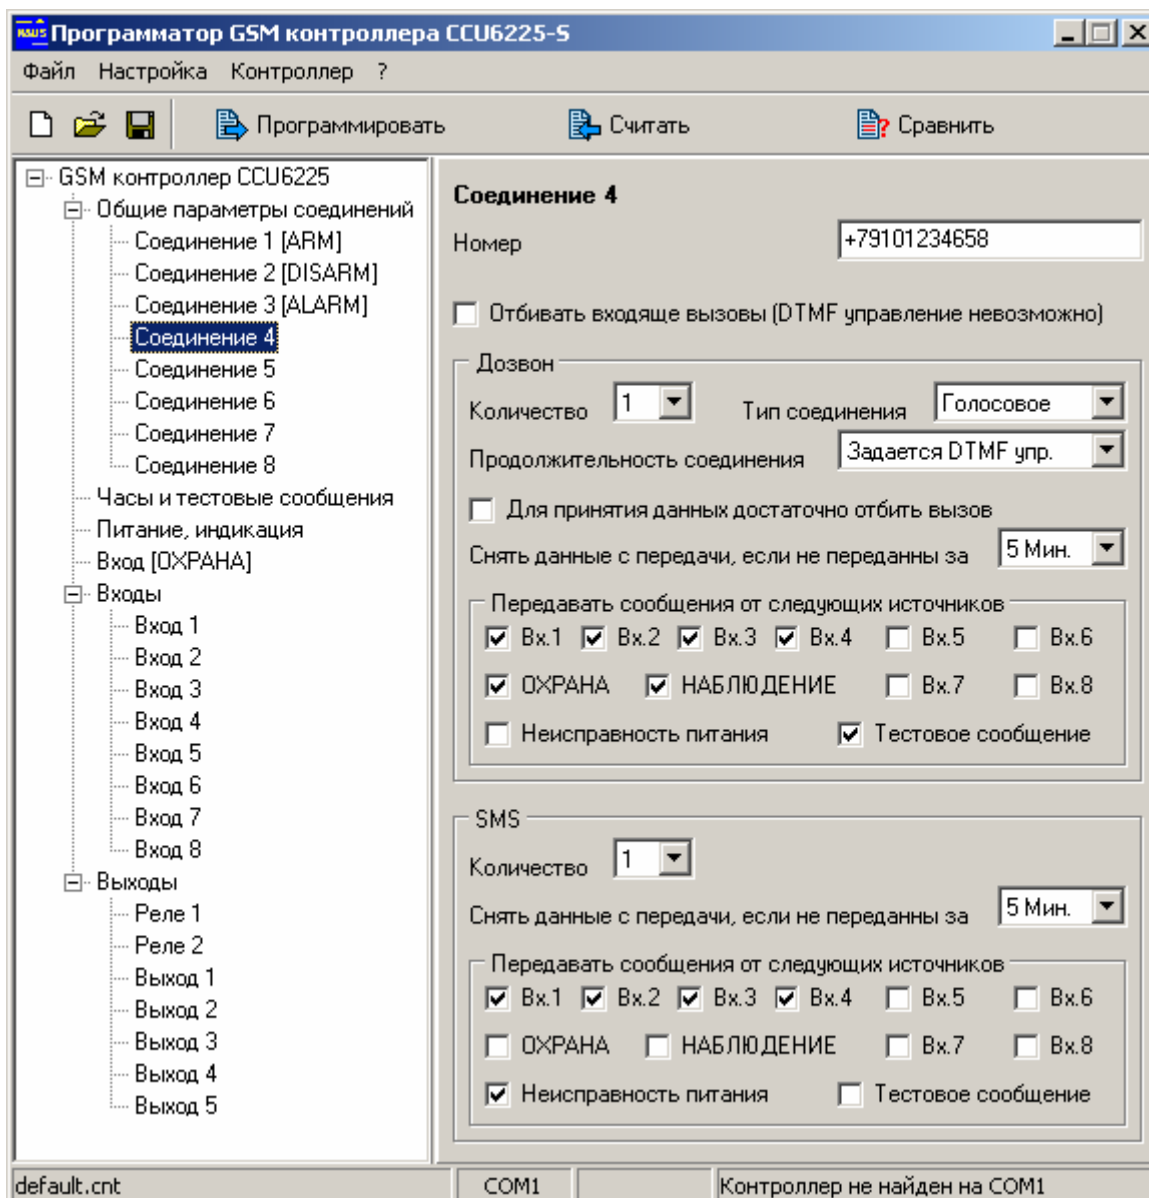 Программатор GSM контроллера CCU6225-S
Файл Настройка Контроллер ?
Программировать Считать Сравнить
GSM контроллер CCU6225
Общие параметры соединений
Соединение 1 [ARM]
Соединение 2 [DISARM]
Соединение 3 [ALARM]
Соединение 4
Соединение 5
Соединение 6
Соединение 7
Соединение 8
Часы и тестовые сообщения
Питание, индикация
Вход [ОХРАНА]
Входы
Вход 1
Вход 2
Вход 3
Вход 4
Вход 5
Вход 6
Вход 7
Вход 8
Выходы
Реле 1
Реле 2
Выход 1
Выход 2
Выход 3
Выход 4
Выход 5
Соединение 4
Номер +79101234658
Отбивать входяще вызовы (DTMF управление невозможно)
Дозвон
Количество 1 Тип соединения Голосовое
Продолжительность соединения Задается DTMF упр.
Для принятия данных достаточно отбить вызов
Снять данные с передачи, если не переданны за 5 Мин.
Передавать сообщения от следующих источников
Вх.1 Вх.2 Вх.3 Вх.4 Вх.5 Вх.6
ОХРАНА НАБЛЮДЕНИЕ Вх.7 Вх.8
Неисправность питания Тестовое сообщение
SMS
Количество 1
Снять данные с передачи, если не переданны за 5 Мин.
Передавать сообщения от следующих источников
Вх.1 Вх.2 Вх.3 Вх.4 Вх.5 Вх.6
ОХРАНА НАБЛЮДЕНИЕ Вх.7 Вх.8
Неисправность питания Тестовое сообщение
default.cnt COM1 Контроллер не найден на COM1